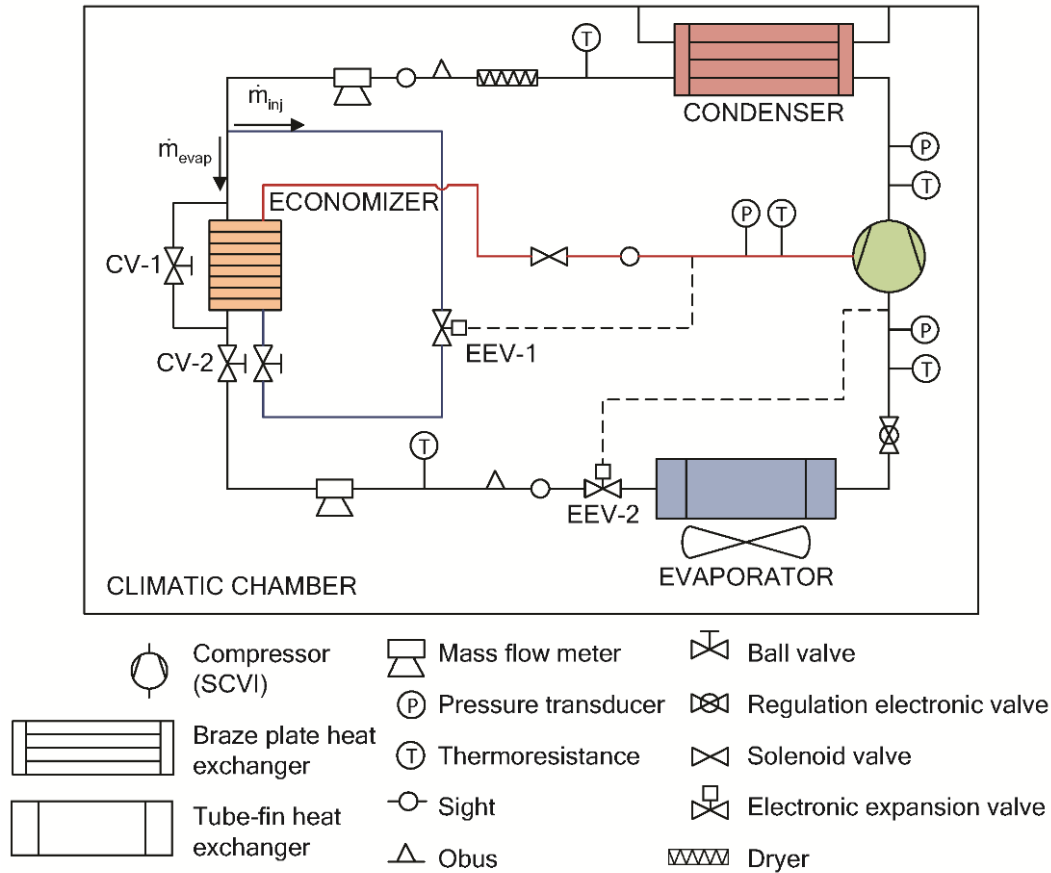 T
CONDENSER
ṁinj
ṁevap
P
T
ECONOMIZER
P
T
CV-1
CV-2
EEV-1
P
T
T
EEV-2
EVAPORATOR
CLIMATIC CHAMBER
Compressor
(SCVI)
Braze plate heat
exchanger
Tube-fin heat
exchanger
Mass flow meter
P
Pressure transducer
T
Thermoresistance
Sight
Obus
Ball valve
Regulation electronic valve
Solenoid valve
Electronic expansion valve
Dryer